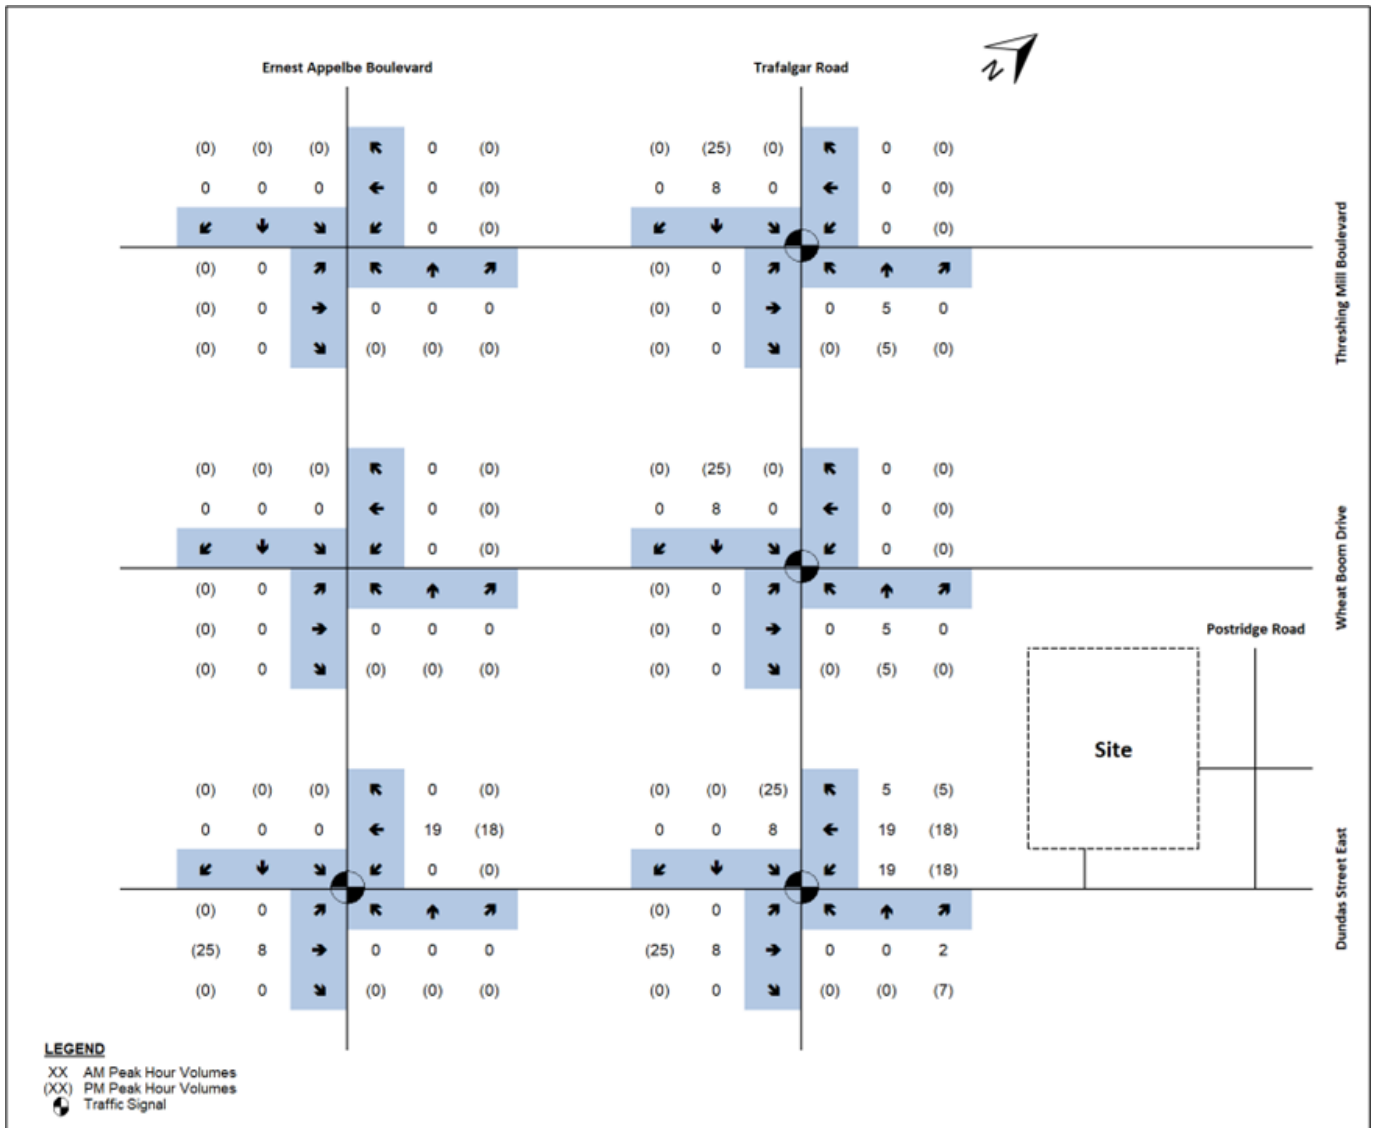 Ernest Appelbe Boulevard Trafalgar Road N
(0) (0) (0) 0 (0) (0) (25) (0) 0 (0)
0 0 0 0 (0) 0 8 0 0 (0)
0 (0) 0 (0)
(0) 0 (0) 0
(0) 0 0 0 0 (0) 0 0 5 0
(0) 0 (0) (0) (0) (0) 0 (0) (5) (0)
Threshing Mill Boulevard
(0) (0) (0) 0 (0) (0) (25) (0) 0 (0)
0 0 0 0 (0) 0 8 0 0 (0)
0 (0) 0 (0)
(0) 0 (0) 0
(0) 0 0 0 0 (0) 0 0 5 0
(0) 0 (0) (0) (0) (0) 0 (0) (5) (0)
Wheat Boom Drive
Postridge Road
Site
(0) (0) (0) 0 (0) (0) (0) (25) 5 (5)
0 0 0 19 (18) 0 0 8 19 (18)
0 (0) 19 (18)
(0) 0 (0) 0
(25) 8 0 0 0 (25) 8 0 0 2
(0) 0 (0) (0) (0) (0) 0 (0) (0) (7)
Dundas Street East
LEGEND
XX AM Peak Hour Volumes
(XX) PM Peak Hour Volumes
Traffic Signal